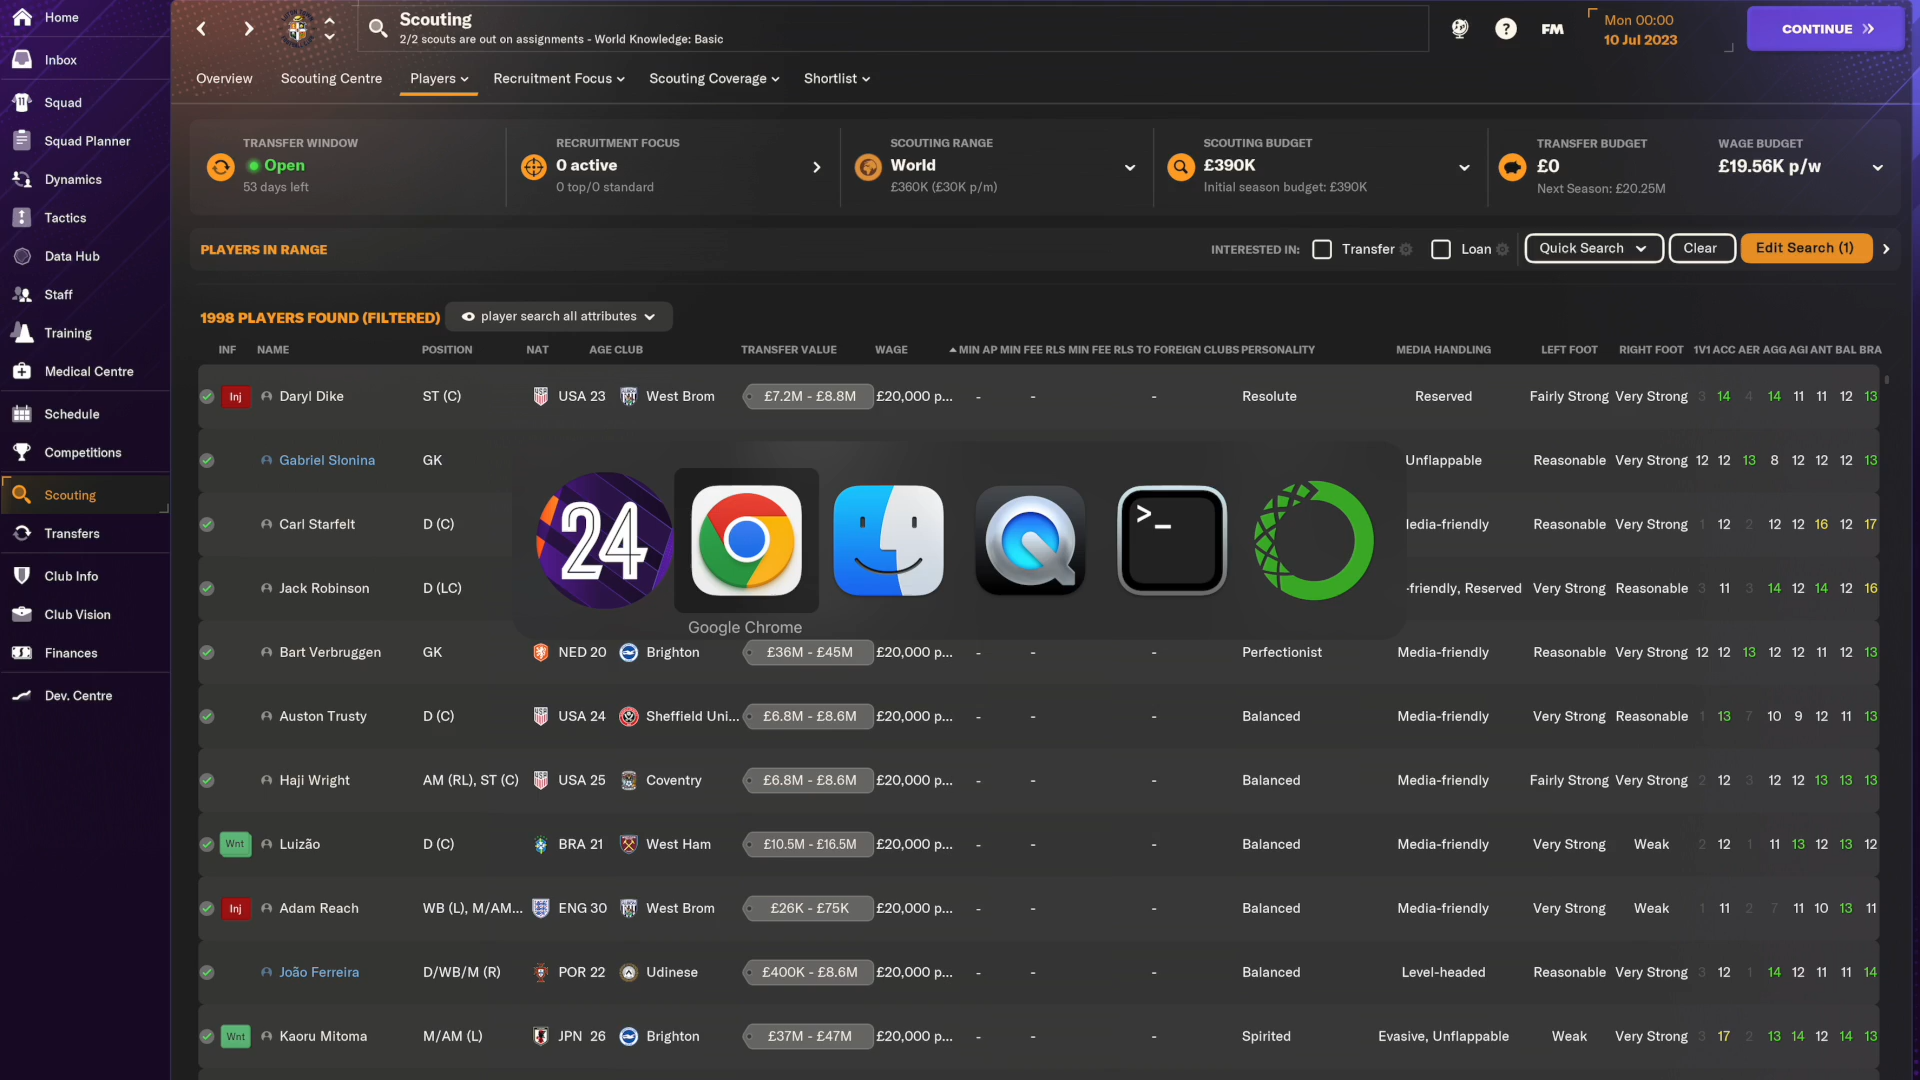 Home
Inbox
Squad
Squad Planner
Dynamics
Tactics
Data Hub
Staff
Training
Medical Centre
Schedule
Competitions
Scouting
Transfers
Club Info
Club Vision
Finances
Dev. Centre
Scouting
2/2 scouts are out on assignments - World Knowledge: Basic
FM
Mon 00:00
10 Jul 2023
CONTINUE
Overview Scouting Centre Players Recruitment Focus Scouting Coverage Shortlist
TRANSFER WINDOW
Open
53 days left
RECRUITMENT FOCUS
0 active
0 top/0 standard
SCOUTING RANGE
World
£360K (£30K p/m)
SCOUTING BUDGET
£390K
Initial season budget: £390K
TRANSFER BUDGET
£0
Next Season: £20.25M
WAGE BUDGET
£19.56K p/w
PLAYERS IN RANGE
INTERESTED IN: Transfer Loan Quick Search Clear Edit Search (1)
1998 PLAYERS FOUND (FILTERED) player search all attributes
INF NAME POSITION NAT AGE CLUB TRANSFER VALUE WAGE MIN AP MIN FEE RLS MIN FEE RLS TO FOREIGN CLUBS PERSONALITY MEDIA HANDLING LEFT FOOT RIGHT FOOT 1V1 ACC AER AGG AGI ANT BAL BRA
Inj Daryl Dike ST (C) USA 23 West Brom £7.2M - £8.8M £20,000 p... - - - Resolute Reserved Fairly Strong Very Strong 3 14 4 14 11 11 12 13
Gabriel Slonina GK Unflappable Reasonable Very Strong 12 12 13 8 12 12 12 13
Carl Starfelt D (C) ledia-friendly Reasonable Very Strong 1 12 2 12 12 16 12 17
Jack Robinson D (LC) -friendly, Reserved Very Strong Reasonable 3 11 3 14 12 14 12 16
24
>_
Google Chrome
Bart Verbruggen GK NED 20 Brighton £36M - £45M £20,000 p... - - - Perfectionist Media-friendly Reasonable Very Strong 12 12 13 12 12 11 12 13
Auston Trusty D (C) USA 24 Sheffield Uni... £6.8M - £8.6M £20,000 p... - - - Balanced Media-friendly Very Strong Reasonable 1 13 7 10 9 12 11 13
Haji Wright AM (RL), ST (C) USA 25 Coventry £6.8M - £8.6M £20,000 p... - - - Balanced Media-friendly Fairly Strong Very Strong 2 12 3 12 12 13 13 13
Wnt Luizão D (C) BRA 21 West Ham £10.5M - £16.5M £20,000 p... - - - Balanced Media-friendly Very Strong Weak 2 12 1 11 13 12 13 12
Inj Adam Reach WB (L), M/AM... ENG 30 West Brom £26K - £75K £20,000 p... - - - Balanced Media-friendly Very Strong Weak 1 11 2 7 11 10 13 11
João Ferreira D/WB/M (R) POR 22 Udinese £400K - £8.6M £20,000 p... - - - Balanced Level-headed Reasonable Very Strong 3 12 1 14 12 11 11 14
Wnt Kaoru Mitoma M/AM (L) JPN 26 Brighton £37M - £47M £20,000 p... - - - Spirited Evasive, Unflappable Weak Very Strong 3 17 2 13 14 12 14 13